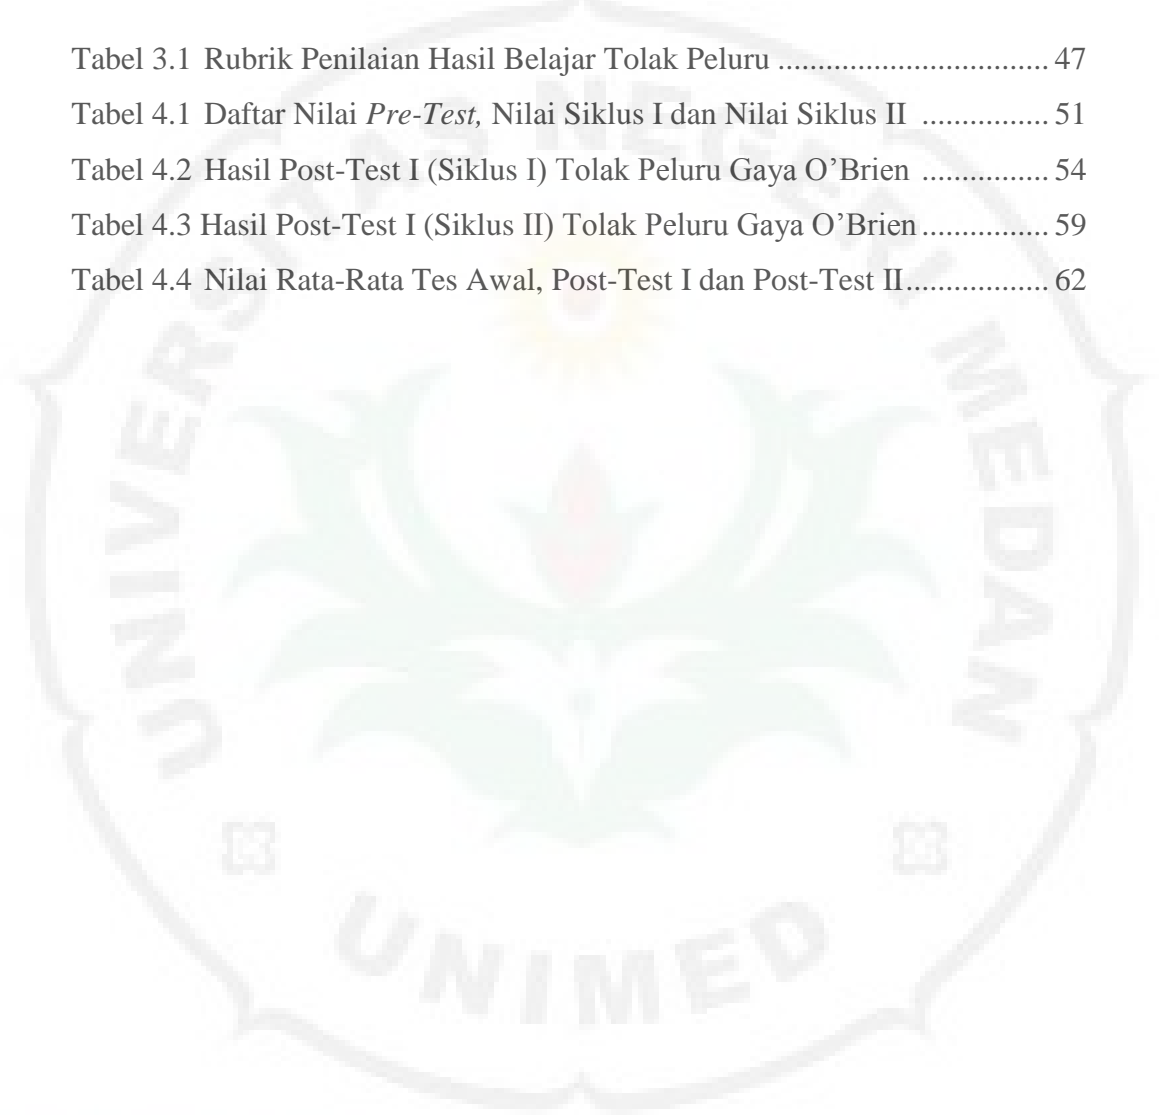 Tabel 3.1 Rubrik Penilaian Hasil Belajar Tolak Peluru .................................. 47
Tabel 4.1 Daftar Nilai Pre-Test, Nilai Siklus I dan Nilai Siklus II ................ 51
Tabel 4.2 Hasil Post-Test I (Siklus I) Tolak Peluru Gaya O’Brien ................ 54
Tabel 4.3 Hasil Post-Test I (Siklus II) Tolak Peluru Gaya O’Brien................ 59
Tabel 4.4 Nilai Rata-Rata Tes Awal, Post-Test I dan Post-Test II.................. 62
UNIVERSITAS NEGERI MEDAN
UNIMED